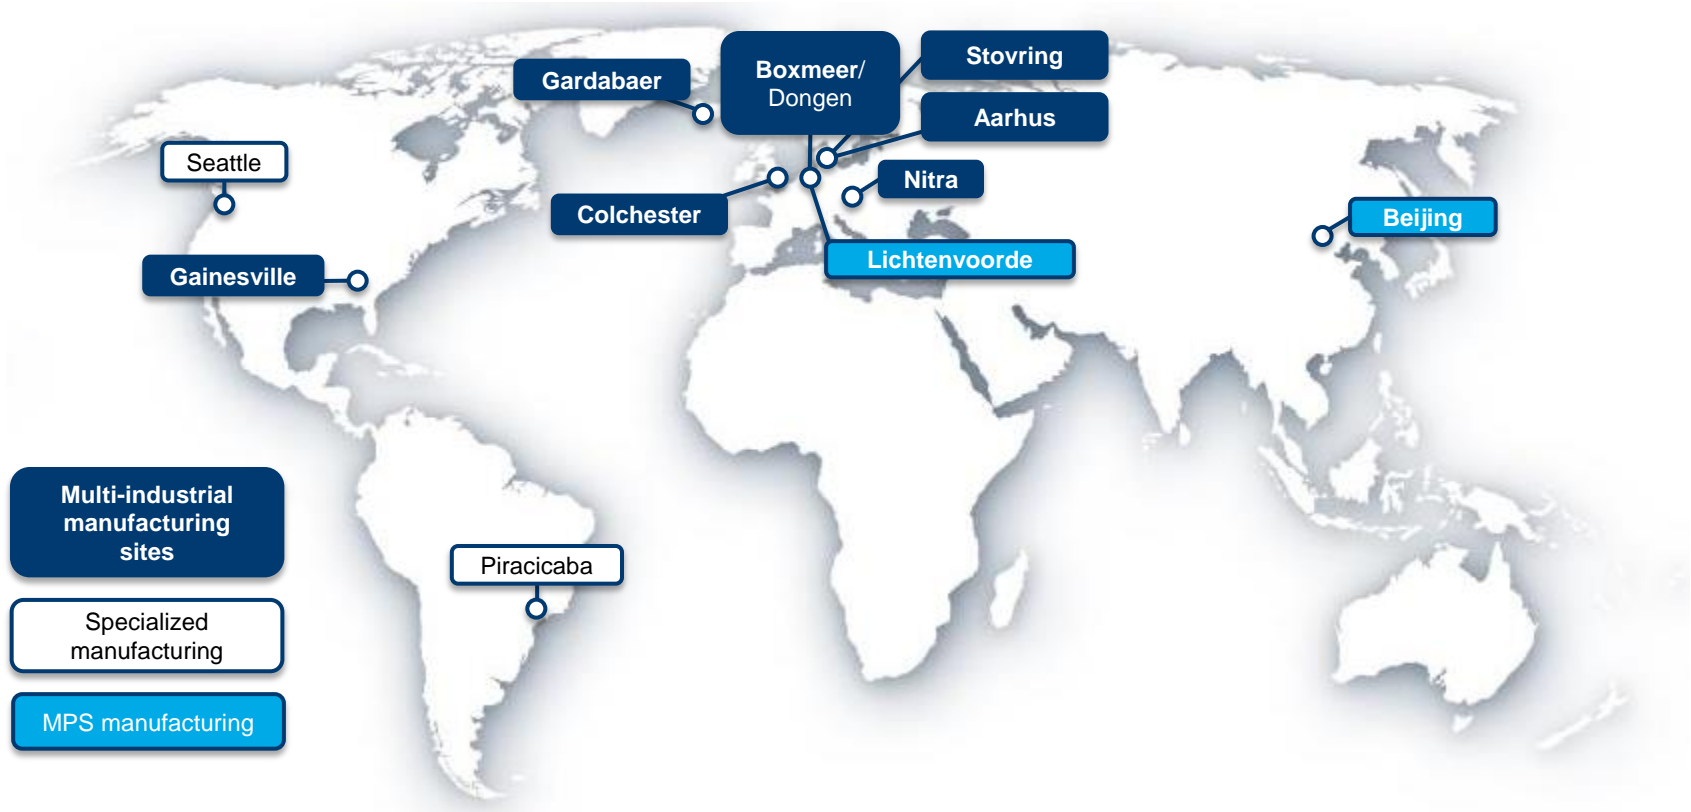 Gardabaer
Boxmeer/
Dongen
Stovring
Aarhus
Seattle
Nitra
Colchester
Beijing
Lichtenvoorde
Gainesville
Multi-industrial
manufacturing
sites
Piracicaba
Specialized
manufacturing
MPS manufacturing